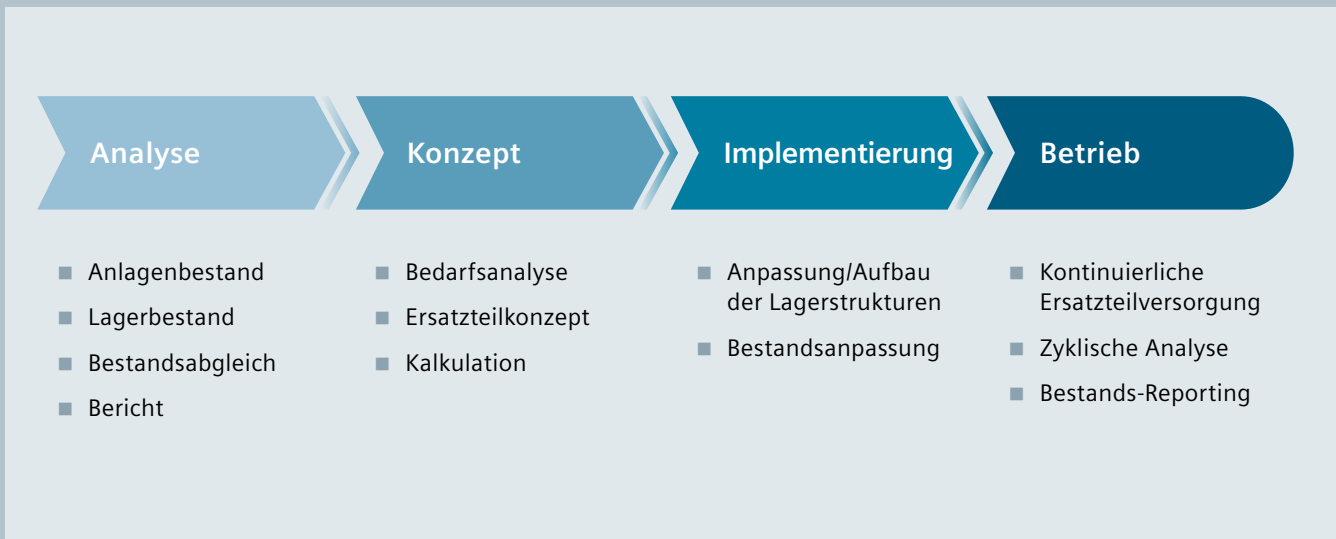 Analyse
Anlagenbestand
Lagerbestand
Bestandsabgleich
Bericht
Konzept
Bedarfsanalyse
Ersatzteilkonzept
Kalkulation
Implementierung
Anpassung/Aufbau
der Lagerstrukturen
Bestandsanpassung
Betrieb
Kontinuierliche
Ersatzteilversorgung
Zyklische Analyse
Bestands-Reporting